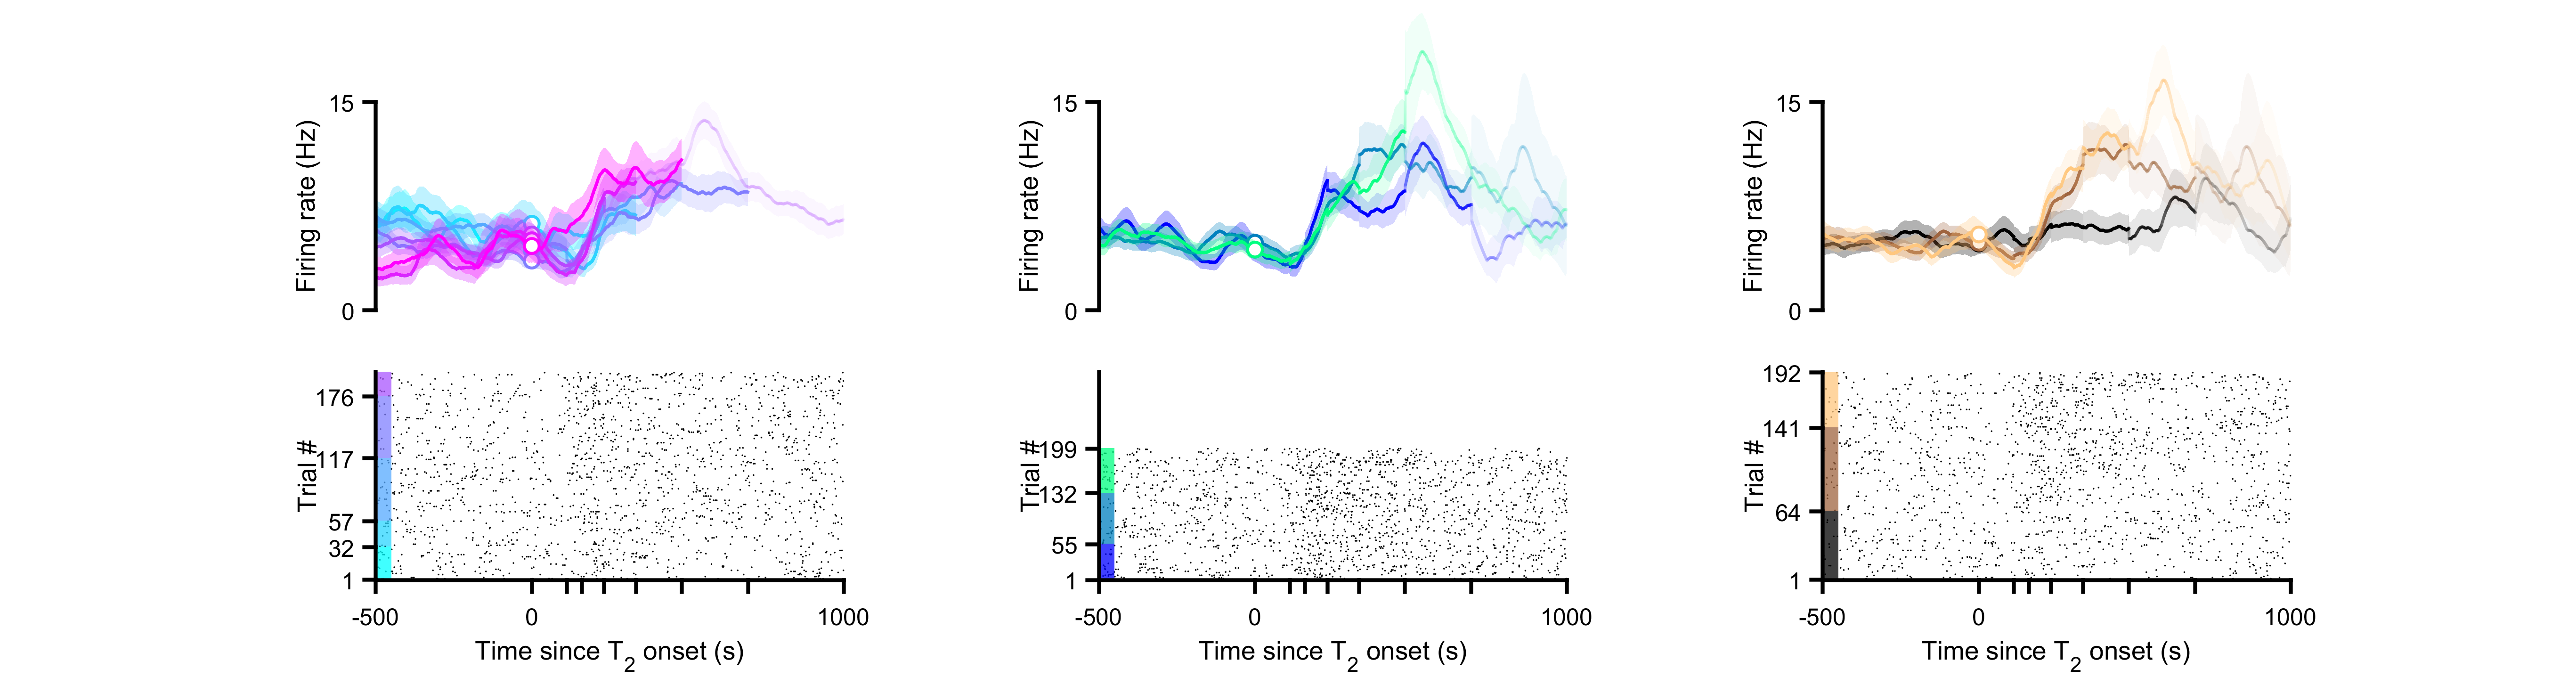 15
Firing rate (Hz)
0
176
117
57
32
1
Trial #
-500 0 1000
Time since T2 onset (s)
15
Firing rate (Hz)
0
199
132
55
1
Trial #
-500 0 1000
Time since T2 onset (s)
15
Firing rate (Hz)
0
192
141
64
1
Trial #
-500 0 1000
Time since T2 onset (s)